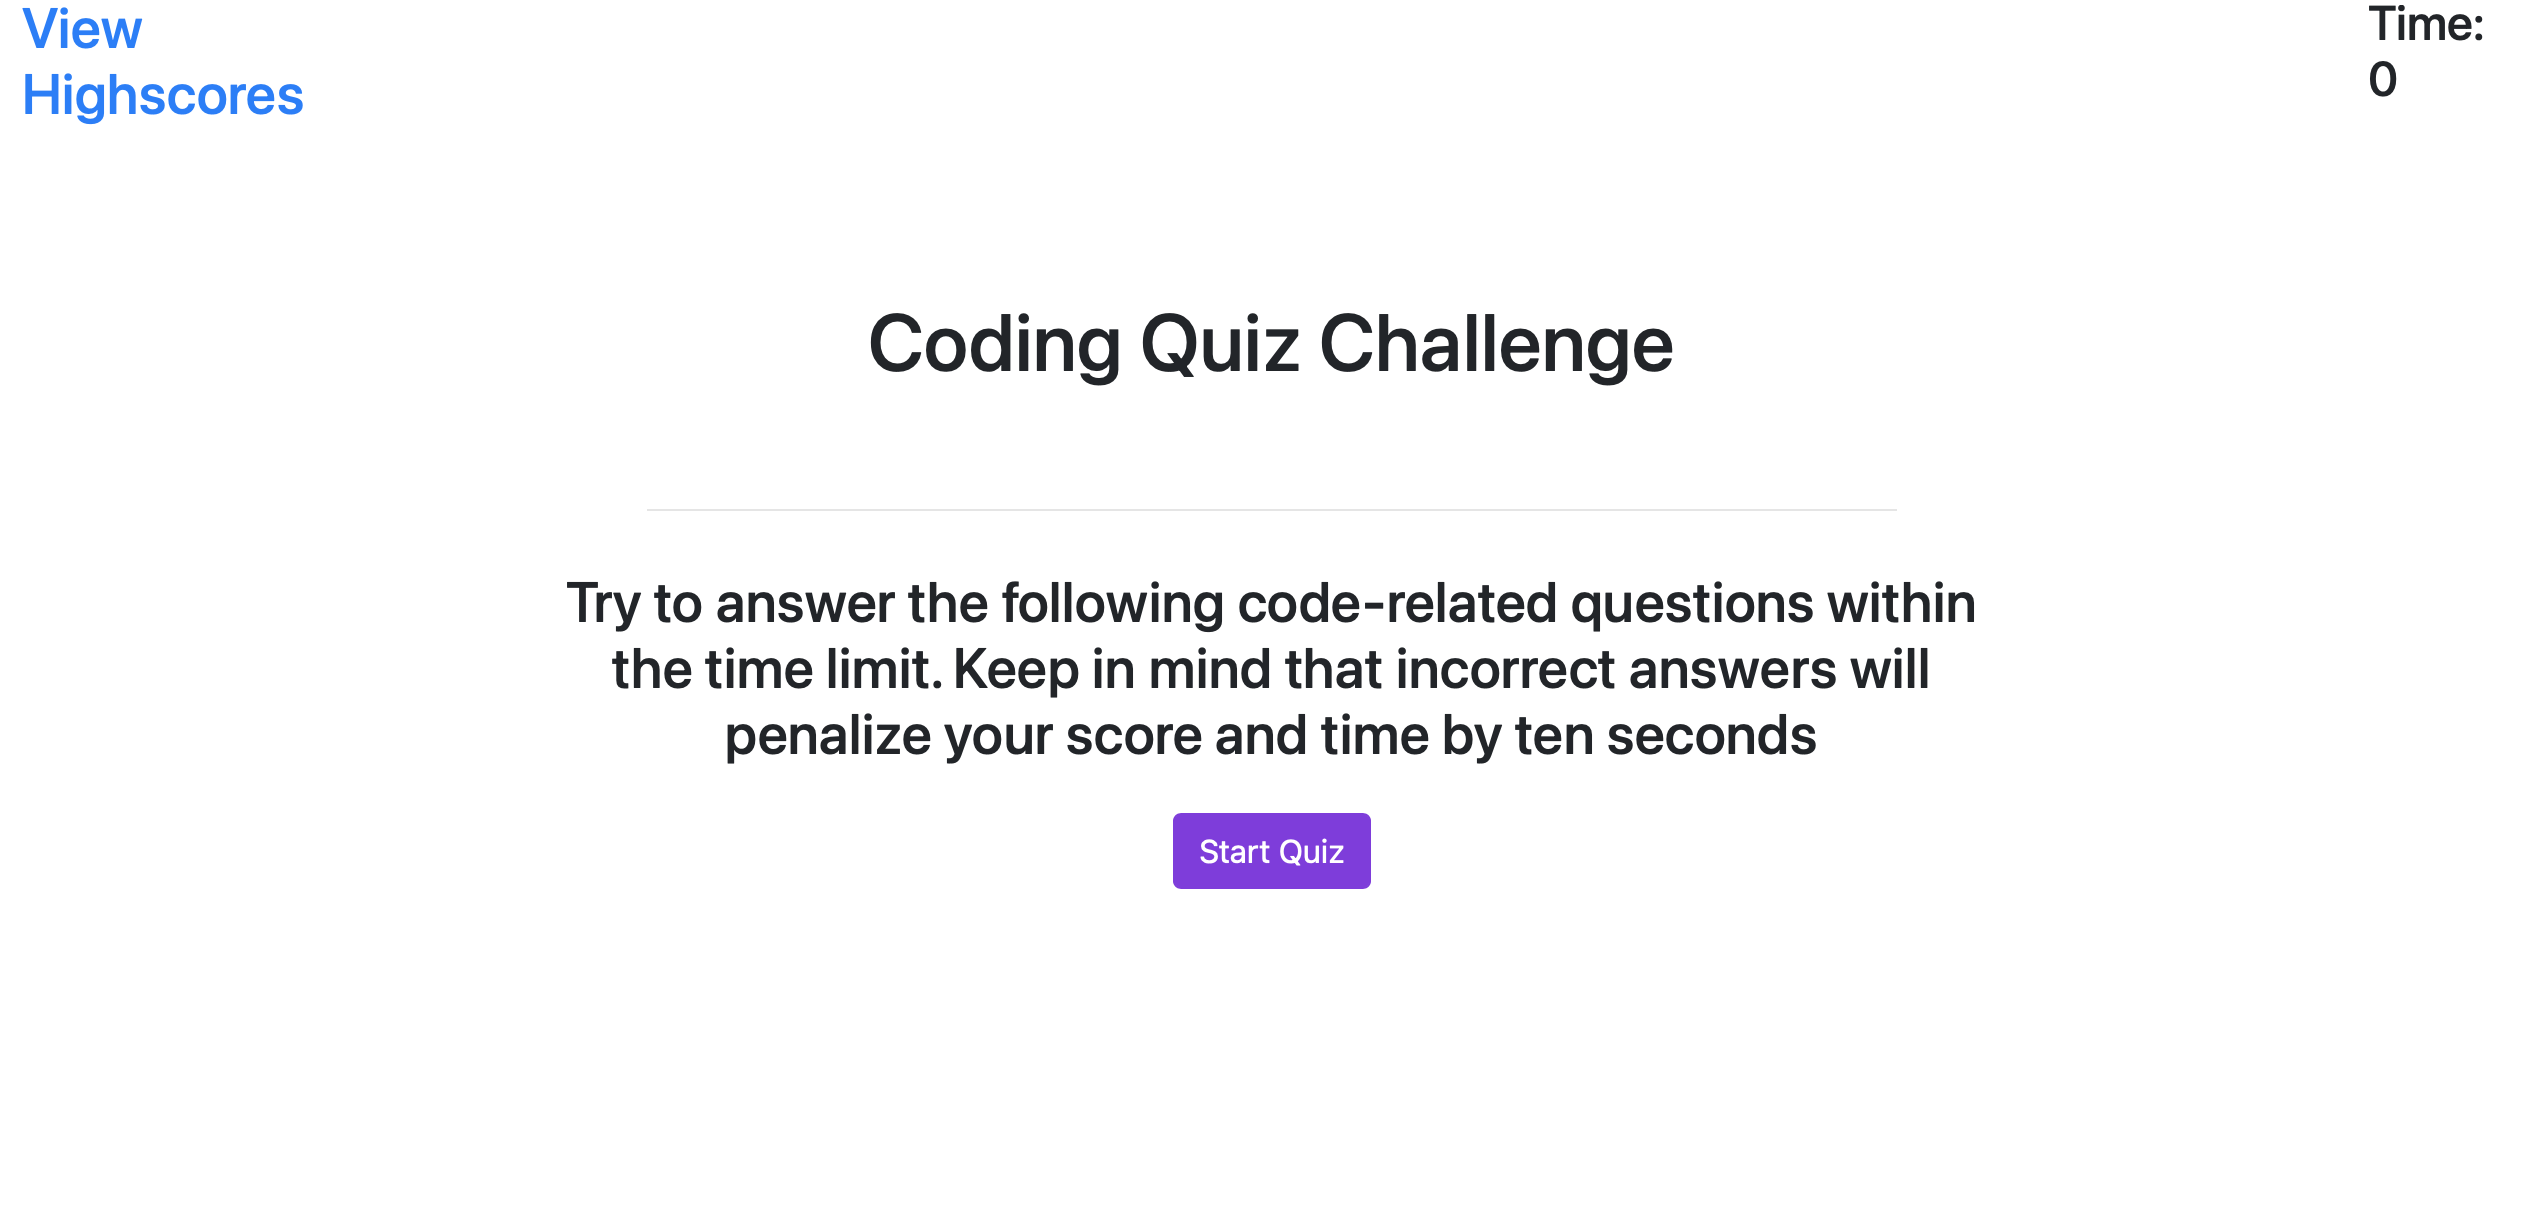 View
Highscores
Time:
0
Coding Quiz Challenge
Try to answer the following code-related questions within
the time limit. Keep in mind that incorrect answers will
penalize your score and time by ten seconds
Start Quiz